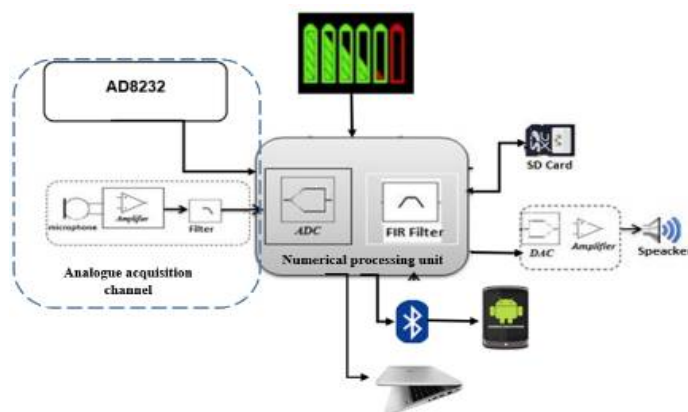 AD8232
microphone
Amplifier
Filter
Analogue acquisition
channel
ADC
FIR Filter
Numerical processing unit
SD Card
DAC
Amplifier
Speacker